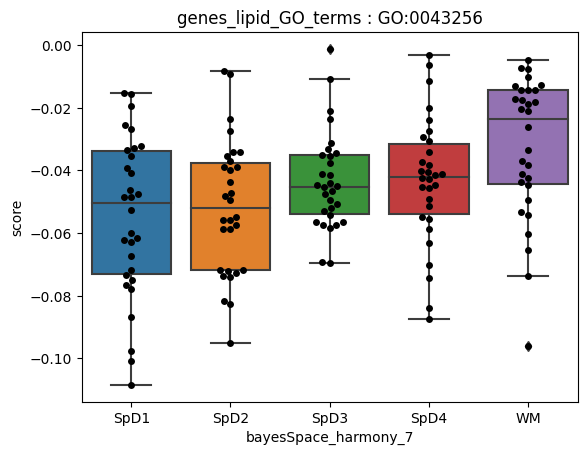 genes_lipid_GO_terms : GO:0043256
0.00
−0.02
−0.04
−0.06
−0.08
−0.10
score
SpD1 SpD2 SpD3 SpD4 WM
bayesSpace_harmony_7